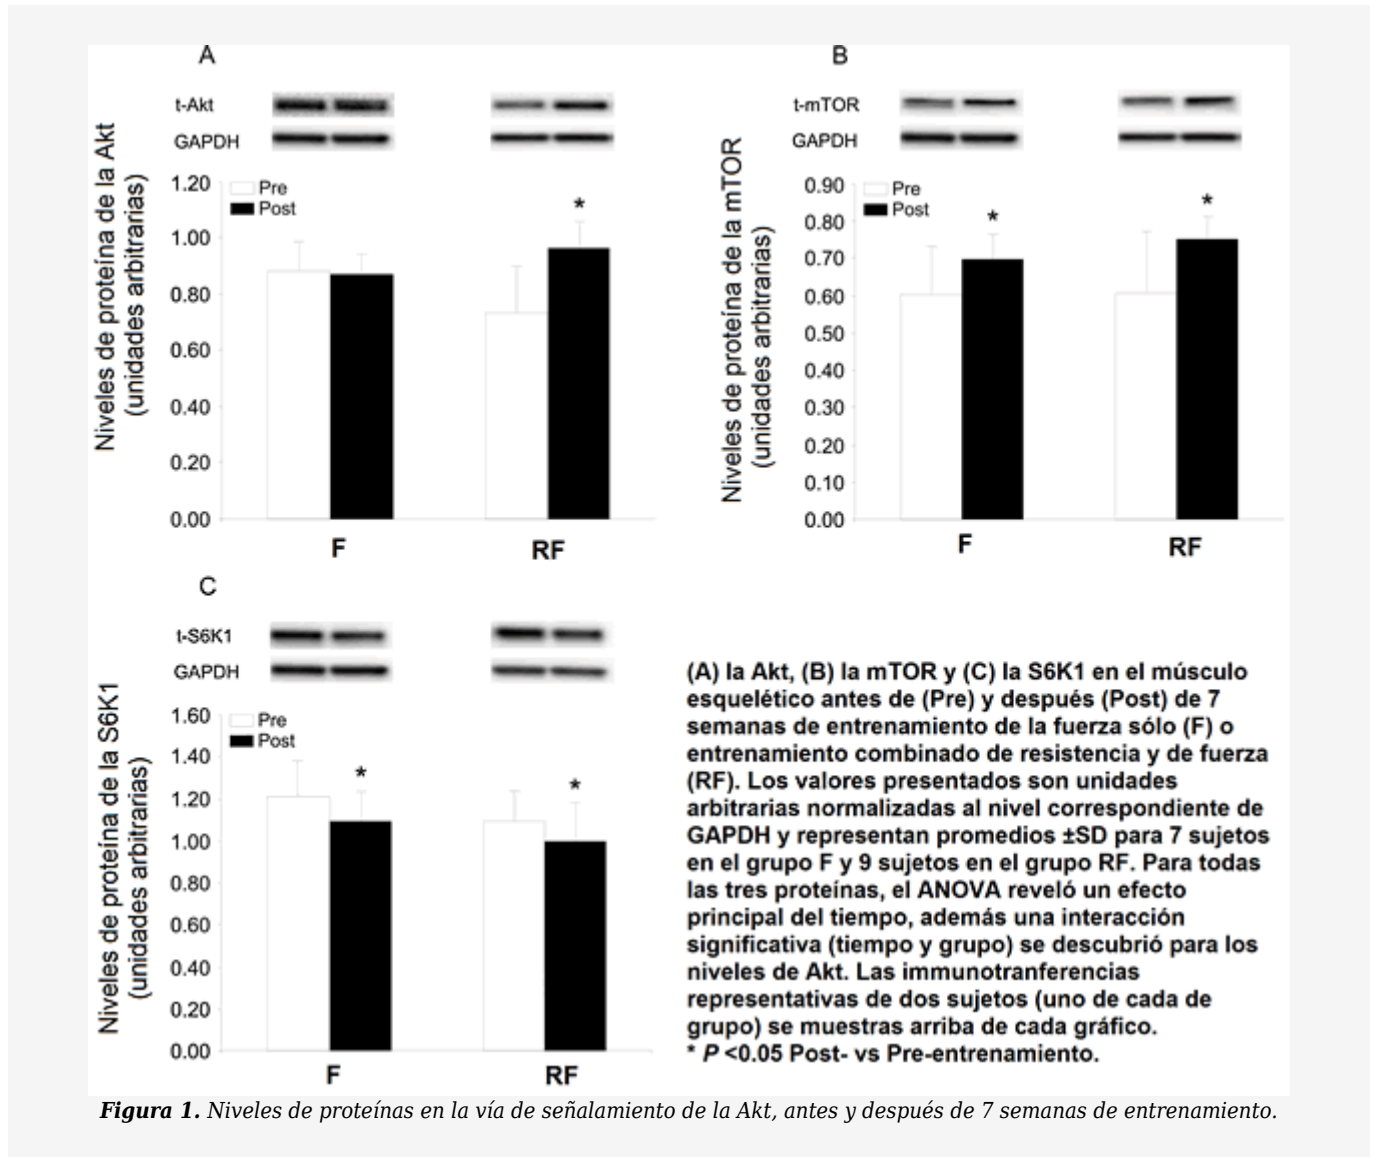 A
t-Akt
GAPDH
Niveles de proteína de la Akt
(unidades arbitrarias)
1.20
1.00
0.80
0.60
0.40
0.20
0.00
Pre
Post
*
F
RF
B
t-mTOR
GAPDH
Niveles de proteína de la mTOR
(unidades arbitrarias)
0.90
0.80
0.70
0.60
0.50
0.40
0.30
0.20
0.10
0.00
Pre
Post
*
*
F
RF
C
t-S6K1
GAPDH
Niveles de proteína de la S6K1
(unidades arbitrarias)
1.60
1.40
1.20
1.00
0.80
0.60
0.40
0.20
0.00
Pre
Post
*
*
F
RF
(A) la Akt, (B) la mTOR y (C) la S6K1 en el músculo
esquelético antes de (Pre) y después (Post) de 7
semanas de entrenamiento de la fuerza sólo (F) o
entrenamiento combinado de resistencia y de fuerza
(RF). Los valores presentados son unidades
arbitrarias normalizadas al nivel correspondiente de
GAPDH y representan promedios ±SD para 7 sujetos
en el grupo F y 9 sujetos en el grupo RF. Para todas
las tres proteínas, el ANOVA reveló un efecto
principal del tiempo, además una interacción
significativa (tiempo y grupo) se descubrió para los
niveles de Akt. Las immunotranferencias
representativas de dos sujetos (uno de cada de
grupo) se muestras arriba de cada gráfico.
* P <0.05 Post- vs Pre-entrenamiento.
Figura 1. Niveles de proteínas en la vía de señalamiento de la Akt, antes y después de 7 semanas de entrenamiento.